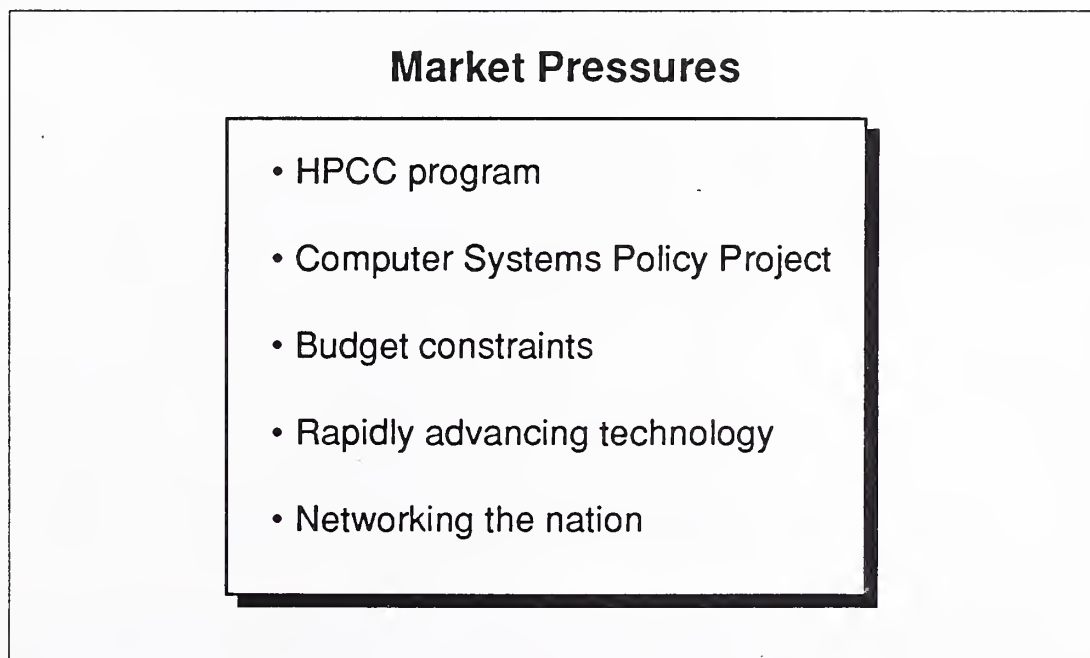 Market Pressures
• HPCC program
• Computer Systems Policy Project
• Budget constraints
• Rapidly advancing technology
• Networking the nation